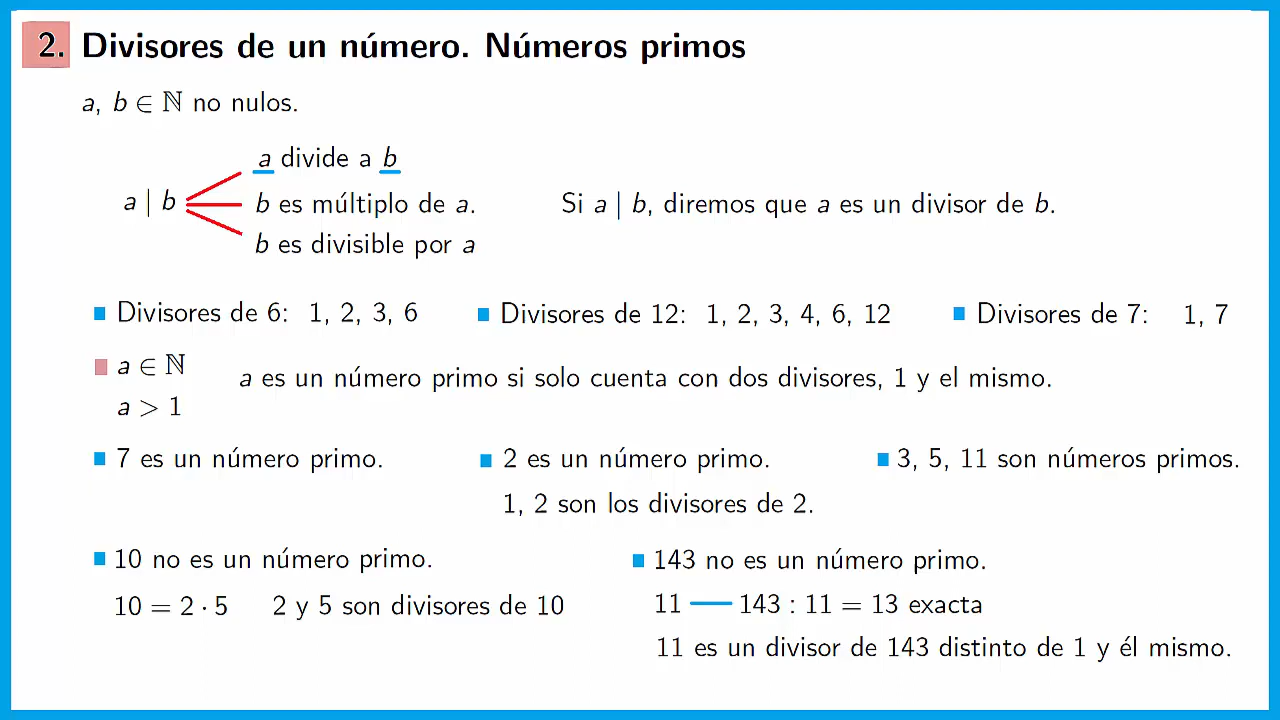 2. Divisores de un número. Números primos
a, b ∈ ℕ no nulos.
a divide a b
a | b
b es múltiplo de a.
Si a | b, diremos que a es un divisor de b.
b es divisible por a
Divisores de 6: 1, 2, 3, 6
Divisores de 12: 1, 2, 3, 4, 6, 12
Divisores de 7: 1, 7
a ∈ ℕ
a > 1
a es un número primo si solo cuenta con dos divisores, 1 y el mismo.
7 es un número primo.
2 es un número primo.
1, 2 son los divisores de 2.
3, 5, 11 son números primos.
10 no es un número primo.
10 = 2 · 5 2 y 5 son divisores de 10
143 no es un número primo.
11 — 143 : 11 = 13 exacta
11 es un divisor de 143 distinto de 1 y él mismo.